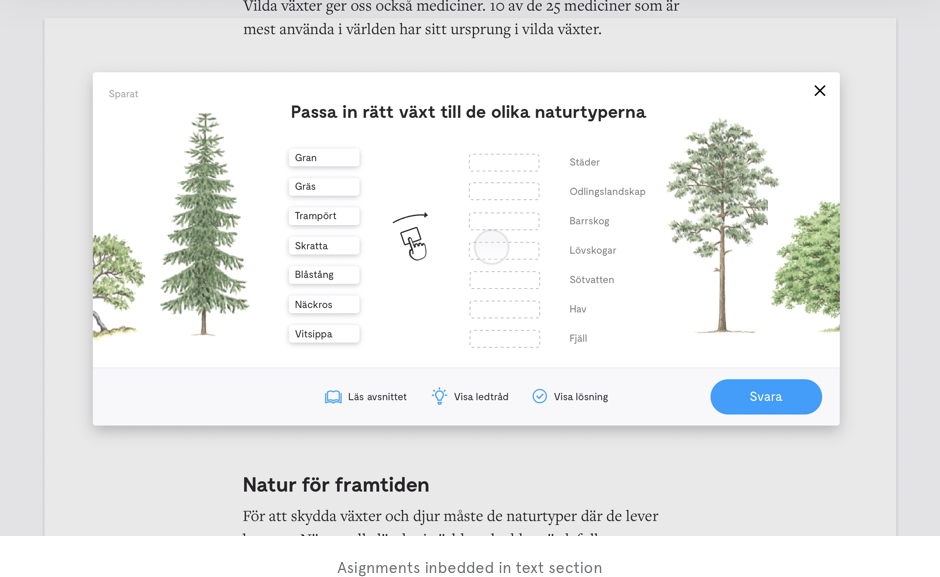 Vilda växter ger oss också mediciner. 10 av de 25 mediciner som är
mest använda i världen har sitt ursprung i vilda växter.
Sparat
Passa in rätt växt till de olika naturtyperna
Gran
Gräs
Trampört
Skratta
Blåstång
Näckros
Vitsippa
Städer
Odlingslandskap
Barrskog
Lövskogar
Sötvatten
Hav
Fjäll
Läs avsnittet
Visa ledtråd
Visa lösning
Svara
Natur för framtiden
För att skydda växter och djur måste de naturtyper där de lever
Asignments inbedded in text section